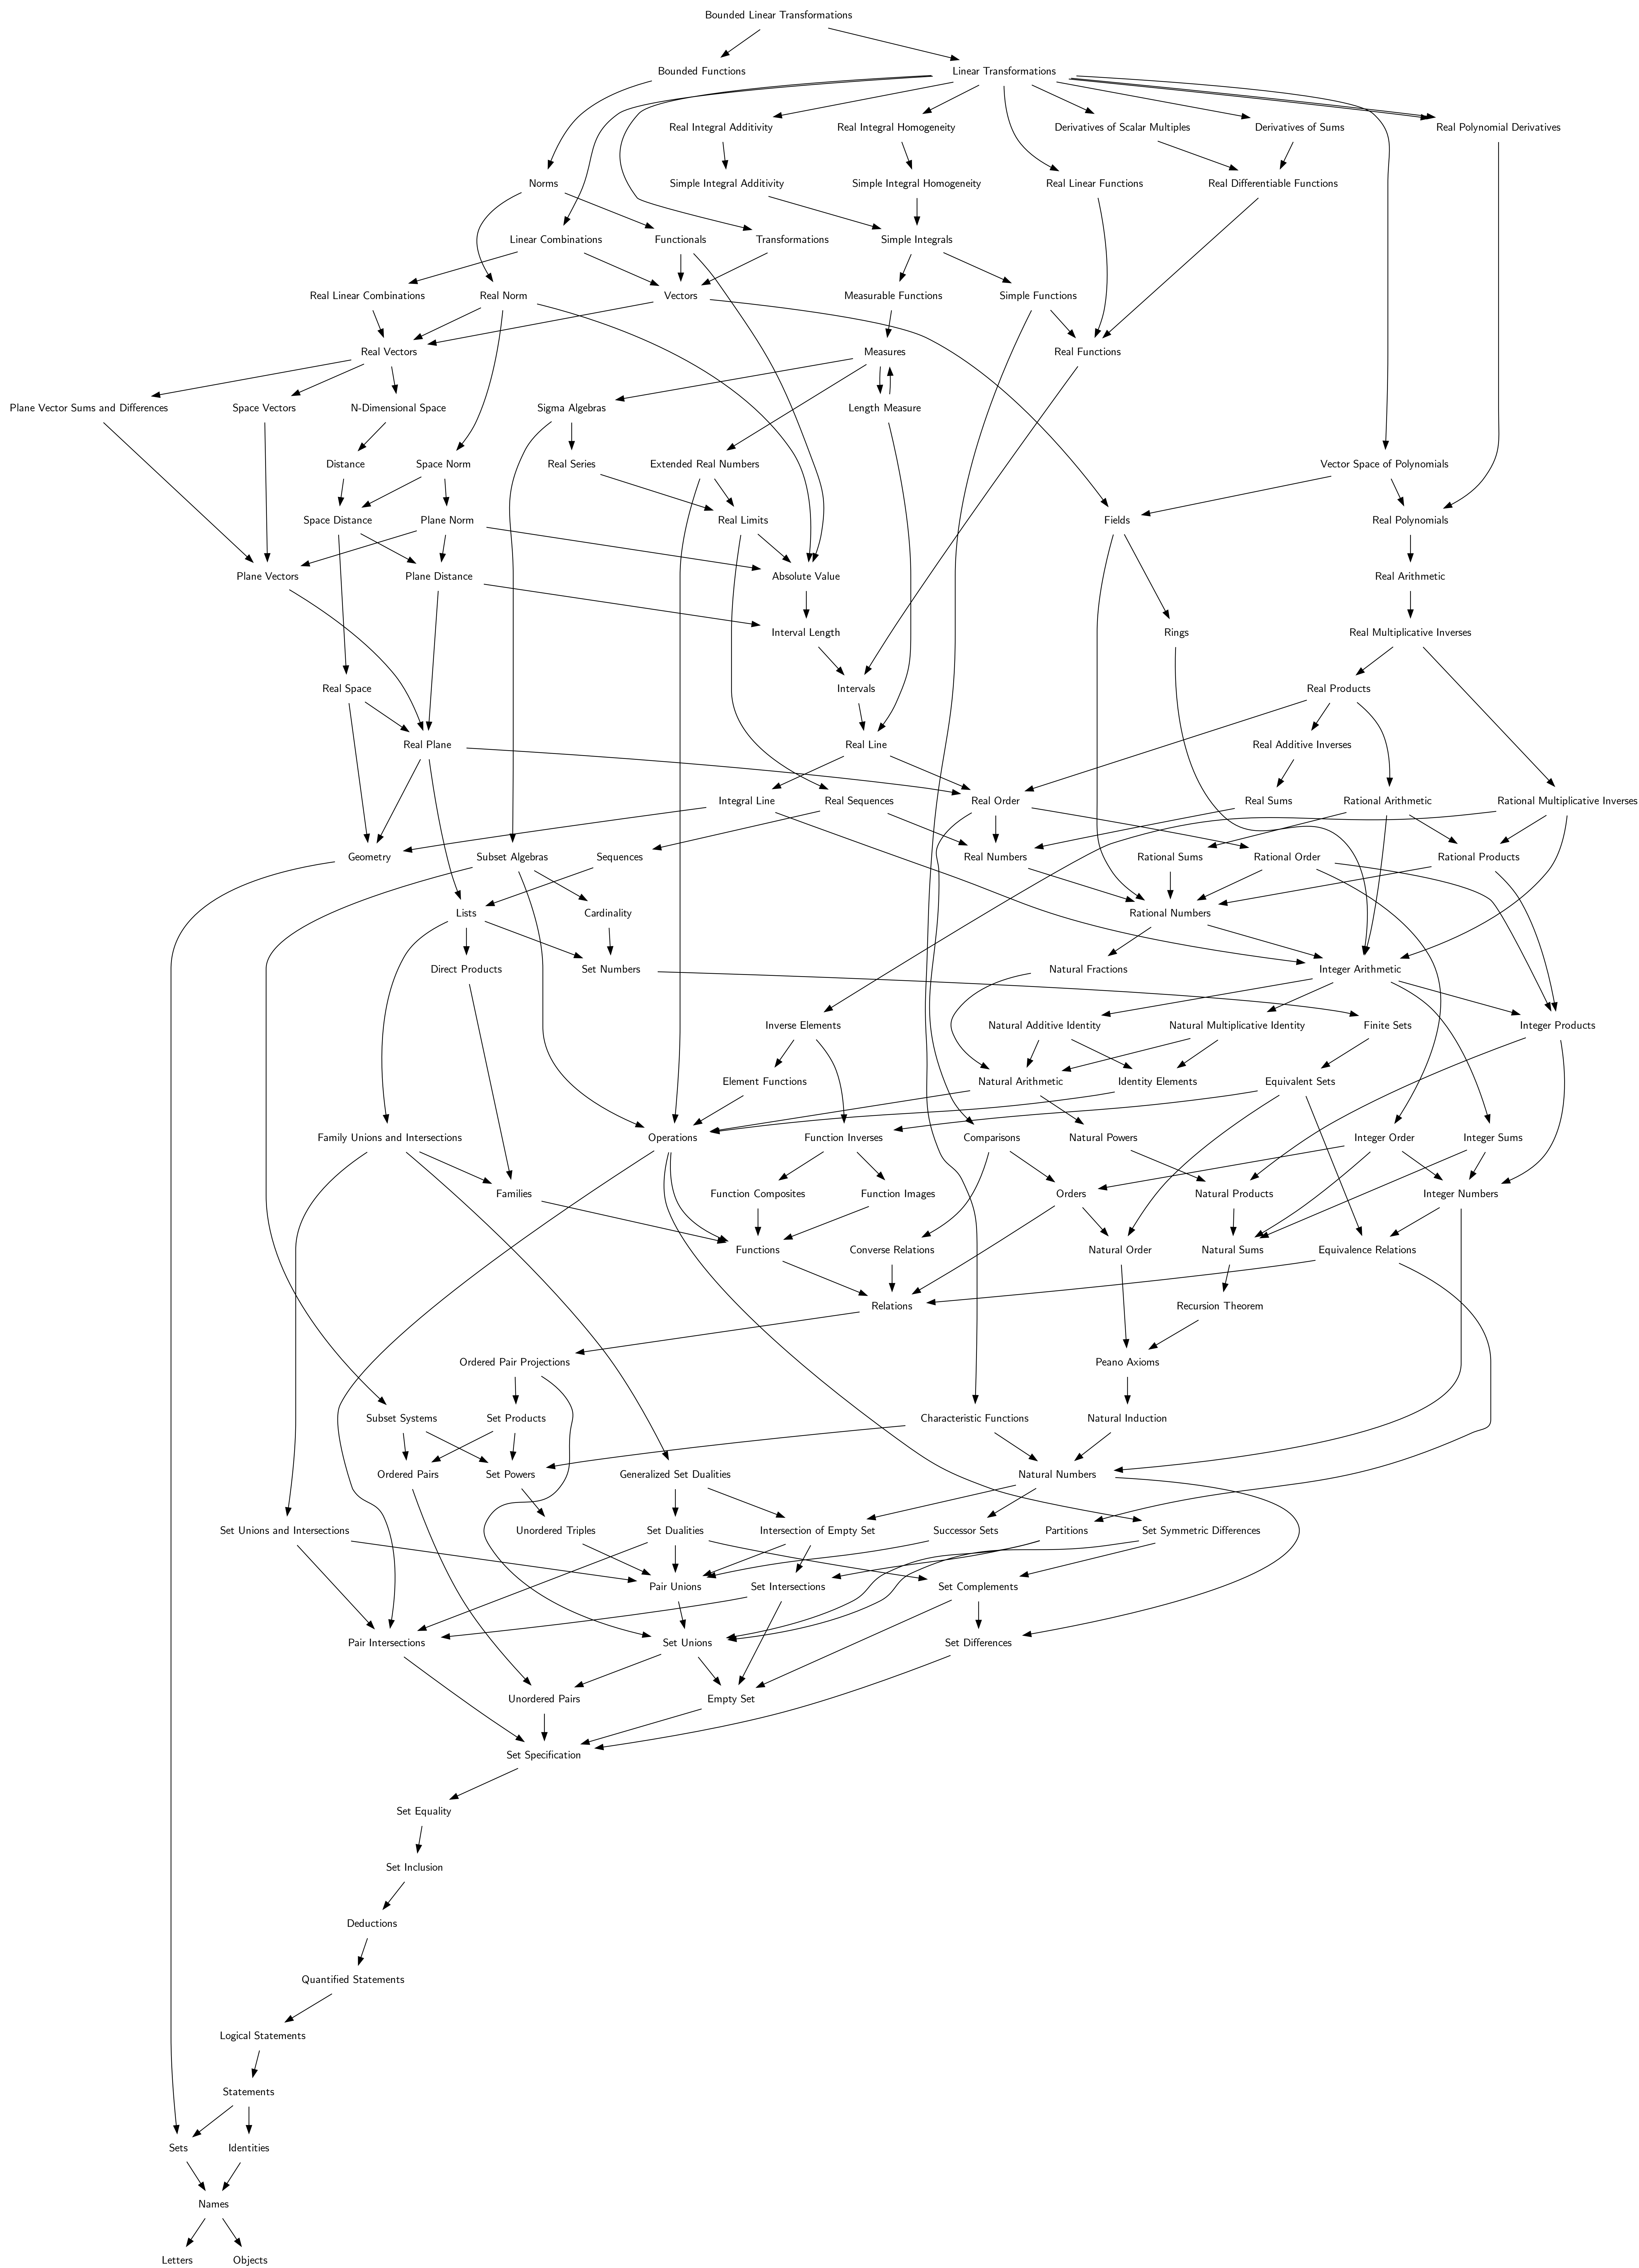 Bounded Linear Transformations
Bounded Functions
Linear Transformations
Real Integral Additivity
Real Integral Homogeneity
Derivatives of Scalar Multiples
Derivatives of Sums
Real Polynomial Derivatives
Norms
Simple Integral Additivity
Simple Integral Homogeneity
Real Linear Functions
Real Differentiable Functions
Linear Combinations
Functionals
Transformations
Simple Integrals
Real Linear Combinations
Real Norm
Vectors
Measurable Functions
Simple Functions
Real Vectors
Measures
Real Functions
Plane Vector Sums and Differences
Space Vectors
N-Dimensional Space
Sigma Algebras
Length Measure
Distance
Space Norm
Real Series
Extended Real Numbers
Vector Space of Polynomials
Space Distance
Plane Norm
Real Limits
Fields
Real Polynomials
Plane Vectors
Plane Distance
Absolute Value
Real Arithmetic
Interval Length
Rings
Real Multiplicative Inverses
Real Space
Intervals
Real Products
Real Plane
Real Line
Real Additive Inverses
Integral Line
Real Sequences
Real Order
Real Sums
Rational Arithmetic
Rational Multiplicative Inverses
Geometry
Subset Algebras
Sequences
Real Numbers
Rational Sums
Rational Order
Rational Products
Lists
Cardinality
Rational Numbers
Direct Products
Set Numbers
Natural Fractions
Integer Arithmetic
Inverse Elements
Natural Additive Identity
Natural Multiplicative Identity
Finite Sets
Integer Products
Element Functions
Natural Arithmetic
Identity Elements
Equivalent Sets
Family Unions and Intersections
Operations
Function Inverses
Comparisons
Natural Powers
Integer Order
Integer Sums
Families
Function Composites
Function Images
Orders
Natural Products
Integer Numbers
Functions
Converse Relations
Natural Order
Natural Sums
Equivalence Relations
Relations
Recursion Theorem
Ordered Pair Projections
Peano Axioms
Subset Systems
Set Products
Characteristic Functions
Natural Induction
Ordered Pairs
Set Powers
Generalized Set Dualities
Natural Numbers
Set Unions and Intersections
Unordered Triples
Set Dualities
Intersection of Empty Set
Successor Sets
Partitions
Set Symmetric Differences
Pair Unions
Set Intersections
Set Complements
Pair Intersections
Set Unions
Set Differences
Unordered Pairs
Empty Set
Set Specification
Set Equality
Set Inclusion
Deductions
Quantified Statements
Logical Statements
Statements
Sets
Identities
Names
Letters
Objects